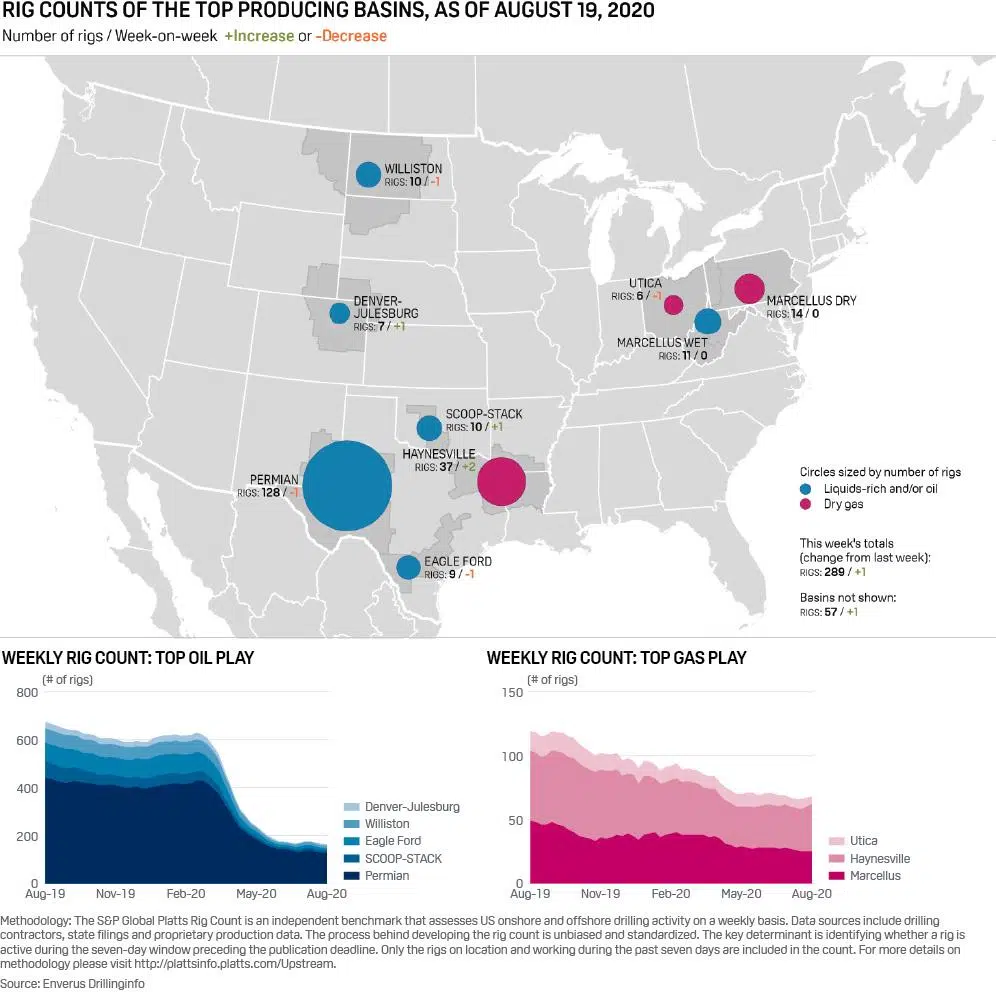 RIG COUNTS OF THE TOP PRODUCING BASINS, AS OF AUGUST 19, 2020
Number of rigs / Week-on-week +Increase or -Decrease
WILLISTON
RIGS: 10 / -1
DENVER-
JULESBURG
RIGS: 7 / +1
UTICA
RIGS: 6 / -1
MARCELLUS DRY
RIGS: 14 / 0
MARCELLUS WET
RIGS: 11 / 0
SCOOP-STACK
RIGS: 10 / +1
HAYNESVILLE
RIGS: 37 / +2
PERMIAN
RIGS: 128 / -1
EAGLE FORD
RIGS: 9 / -1
Circles sized by number of rigs
Liquids-rich and/or oil
Dry gas
This week's totals
(change from last week):
RIGS: 289 / +1
Basins not shown:
RIGS: 57 / +1
WEEKLY RIG COUNT: TOP OIL PLAY
(# of rigs)
800
600
400
200
0
Aug-19 Nov-19 Feb-20 May-20 Aug-20
Denver-Julesburg
Williston
Eagle Ford
SCOOP-STACK
Permian
WEEKLY RIG COUNT: TOP GAS PLAY
(# of rigs)
150
100
50
0
Aug-19 Nov-19 Feb-20 May-20 Aug-20
Utica
Haynesville
Marcellus
Methodology: The S&P Global Platts Rig Count is an independent benchmark that assesses US onshore and offshore drilling activity on a weekly basis. Data sources include drilling
contractors, state filings and proprietary production data. The process behind developing the rig count is unbiased and standardized. The key determinant is identifying whether a rig is
active during the seven-day window preceding the publication deadline. Only the rigs on location and working during the past seven days are included in the count. For more details on
methodology please visit http://plattsinfo.platts.com/Upstream.
Source: Enverus Drillinginfo